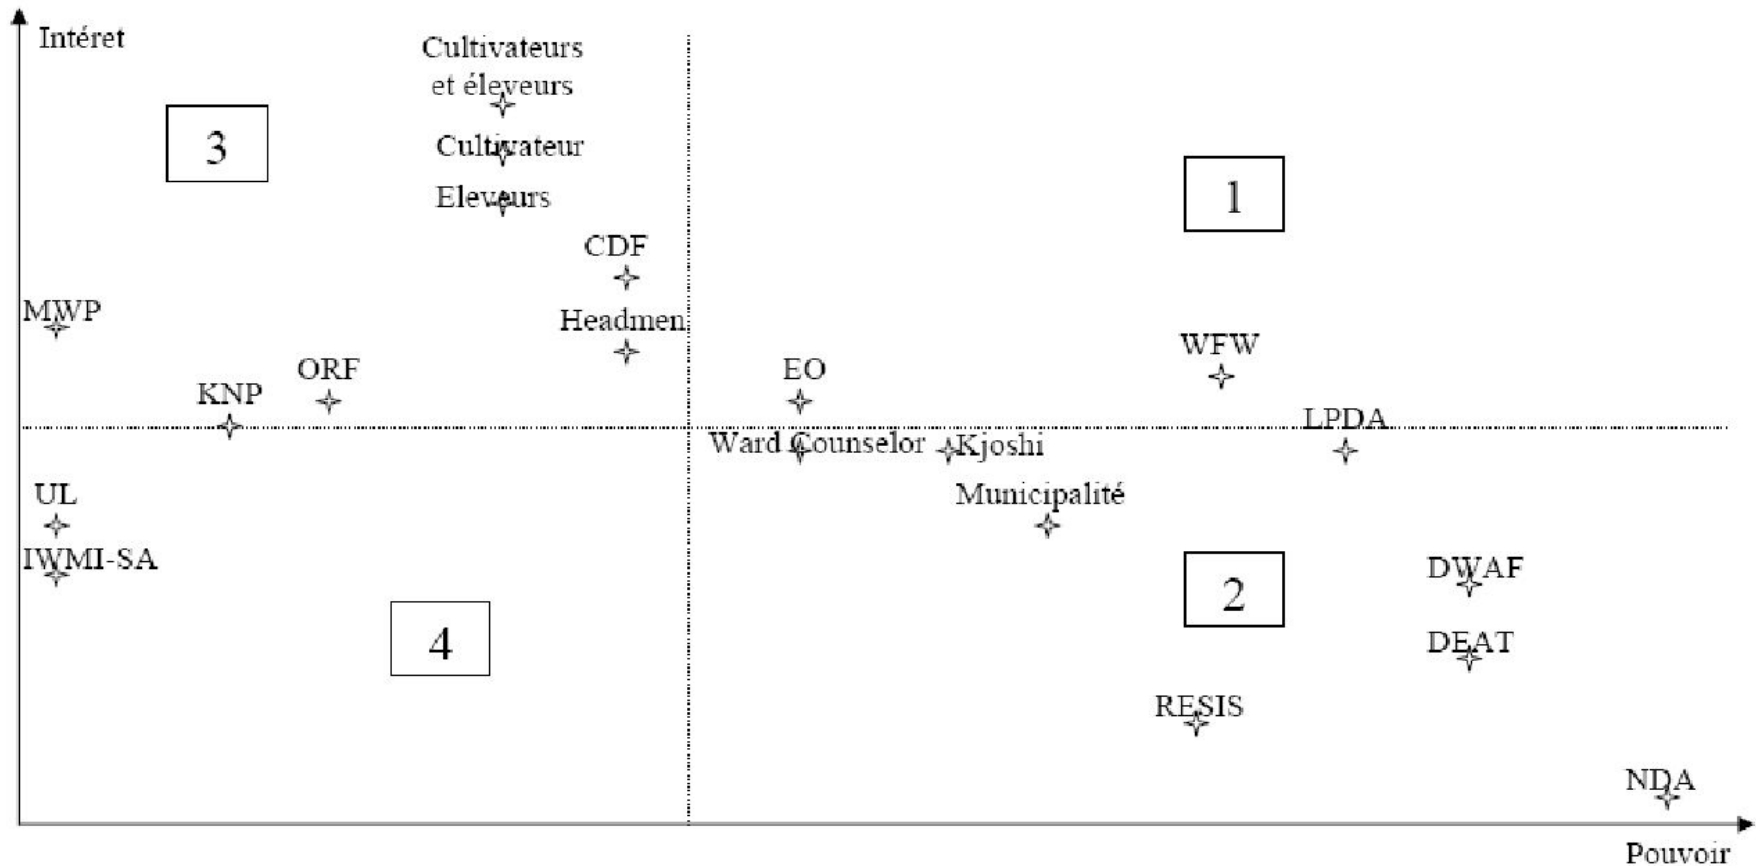 Intéret
Cultivateurs
et éleveurs
3
Cultivateur
1
Eleveurs
CDF
MWP
Headmen
WFW
ORF
EO
KNP
LPDA
Ward Counselor
Kjoshi
UL
Municipalité
IWMI-SA
DWAF
2
4
DEAT
RESIS
NDA
Pouvoir